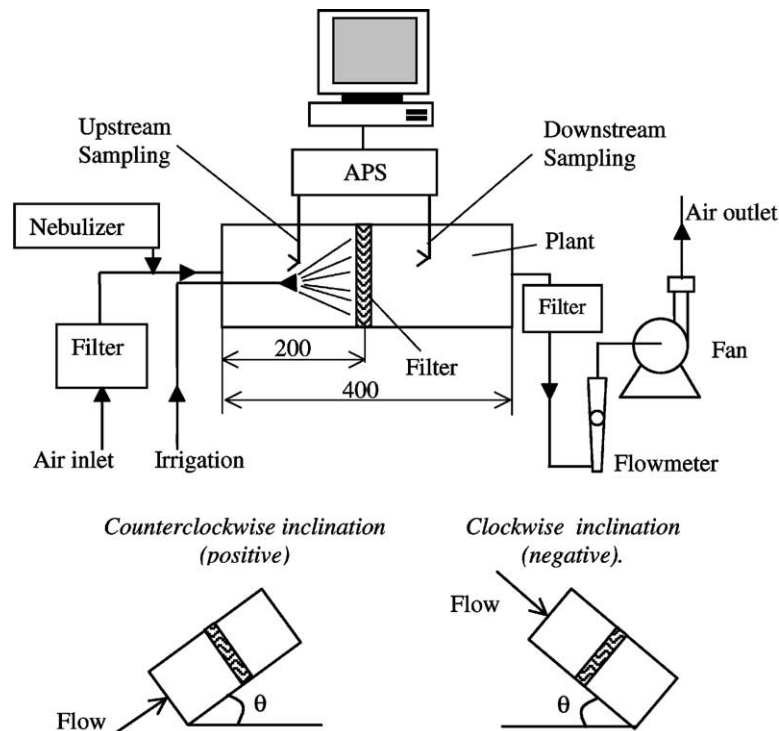 Upstream
Sampling
Downstream
Sampling
APS
Air outlet
Nebulizer
Plant
Filter
Filter
Fan
200
Filter
400
Air inlet
Irrigation
Flowmeter
Counterclockwise inclination
(positive)
Clockwise inclination
(negative).
Flow
θ
Flow
θ